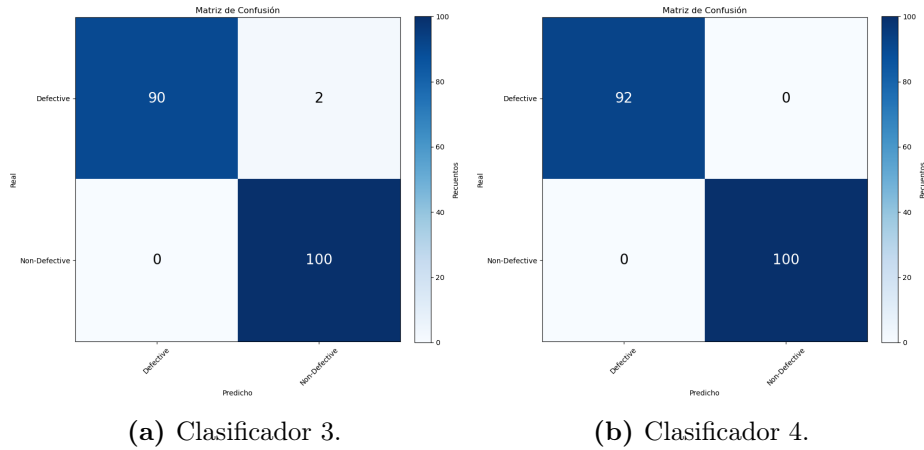 Matriz de Confusión
Defective
Non-Defective
Real
90
2
0
100
Defective
Non-Defective
Predicho
100
80
60
40
20
0
Recuentos
(a) Clasificador 3.
Matriz de Confusión
Defective
Non-Defective
Real
92
0
0
100
Defective
Non-Defective
Predicho
100
80
60
40
20
0
Recuentos
(b) Clasificador 4.